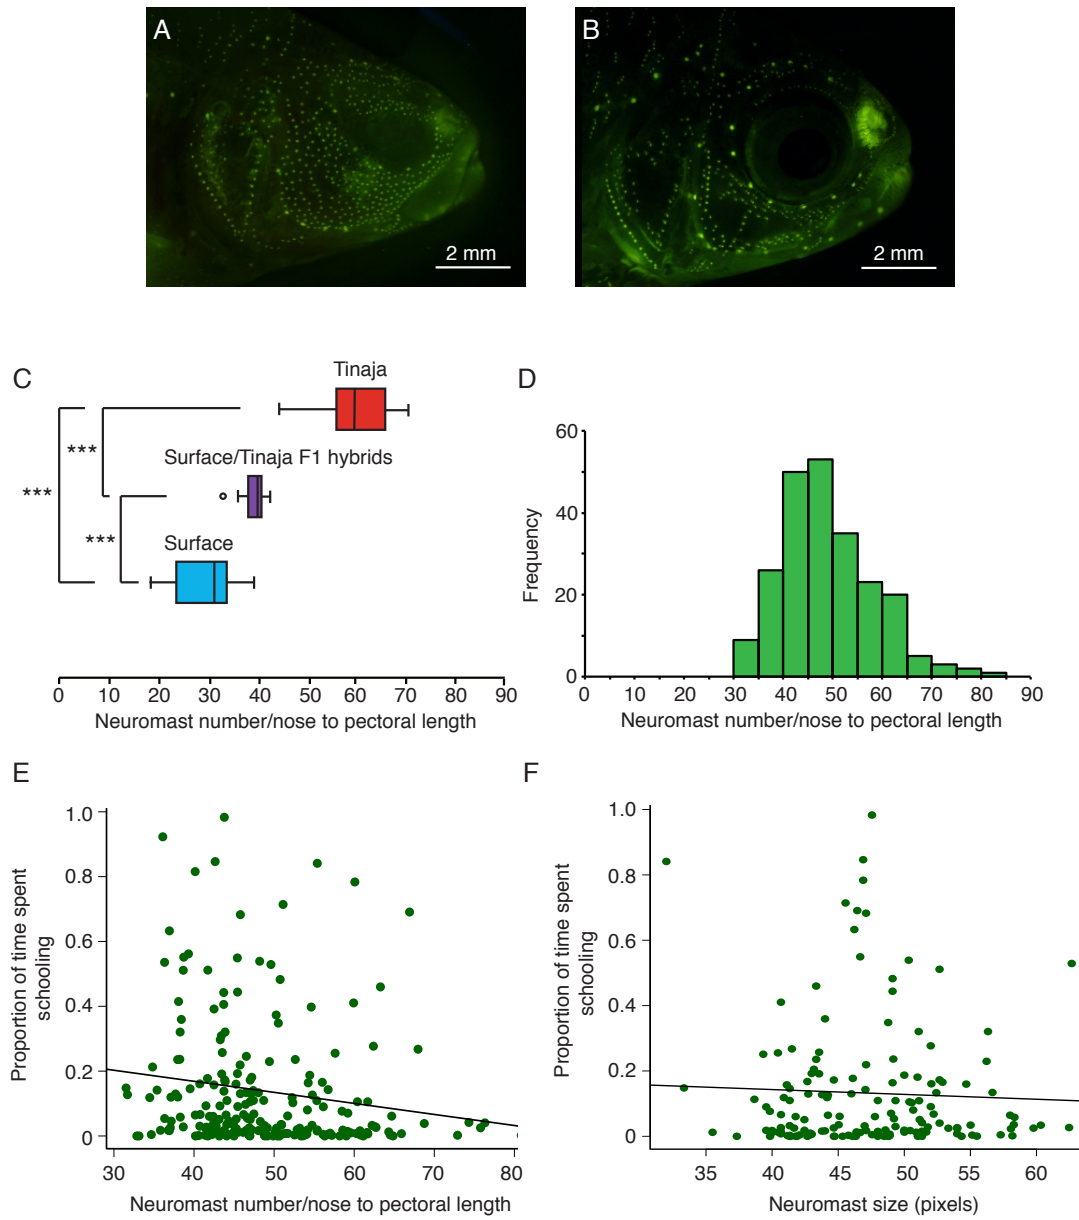 A
2 mm
B
2 mm
C
Tinaja
Surface/Tinaja F1 hybrids
Surface
***
***
***
0 10 20 30 40 50 60 70 80 90
Neuromast number/nose to pectoral length
D
Frequency
60
40
20
0
0 10 20 30 40 50 60 70 80 90
Neuromast number/nose to pectoral length
E
Proportion of time spent
schooling
1.0
0.8
0.6
0.4
0.2
0
30 40 50 60 70 80
Neuromast number/nose to pectoral length
F
Proportion of time spent
schooling
1.0
0.8
0.6
0.4
0.2
0
35 40 45 50 55 60
Neuromast size (pixels)